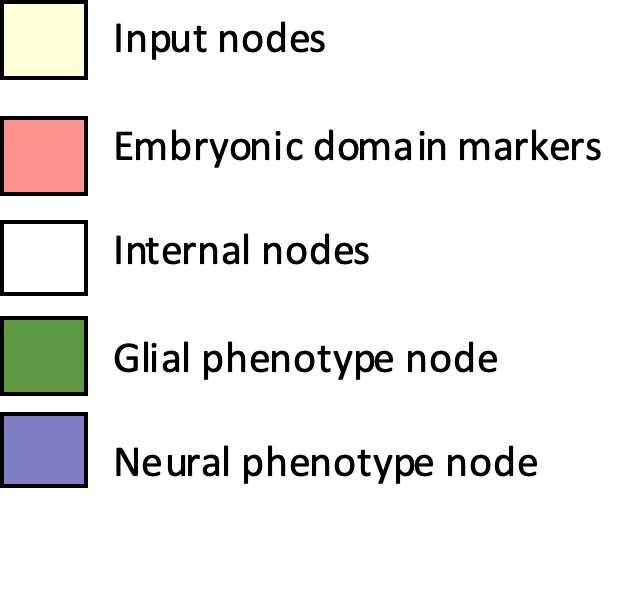 Input nodes
Embryonic domain markers
Internal nodes
Glial phenotype node
Neural phenotype node